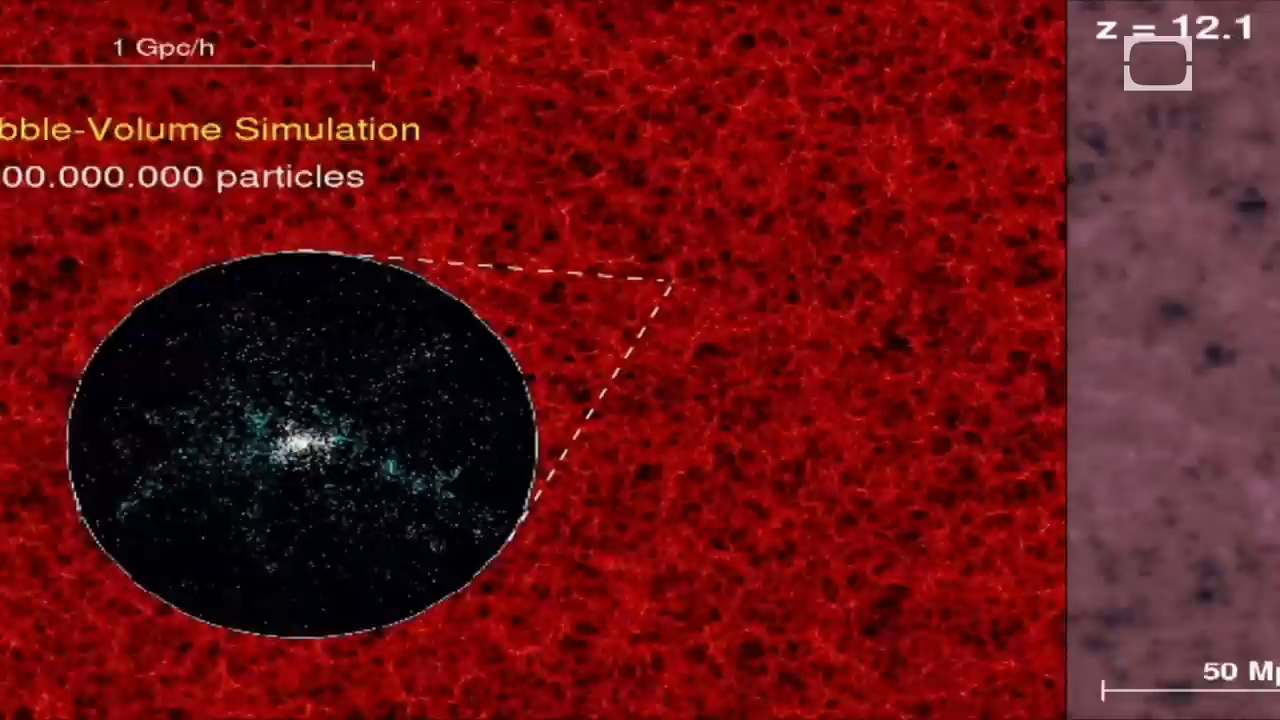 1 Gpc/h
bble-Volume Simulation
00.000.000 particles
z = 12.1
50 Mp